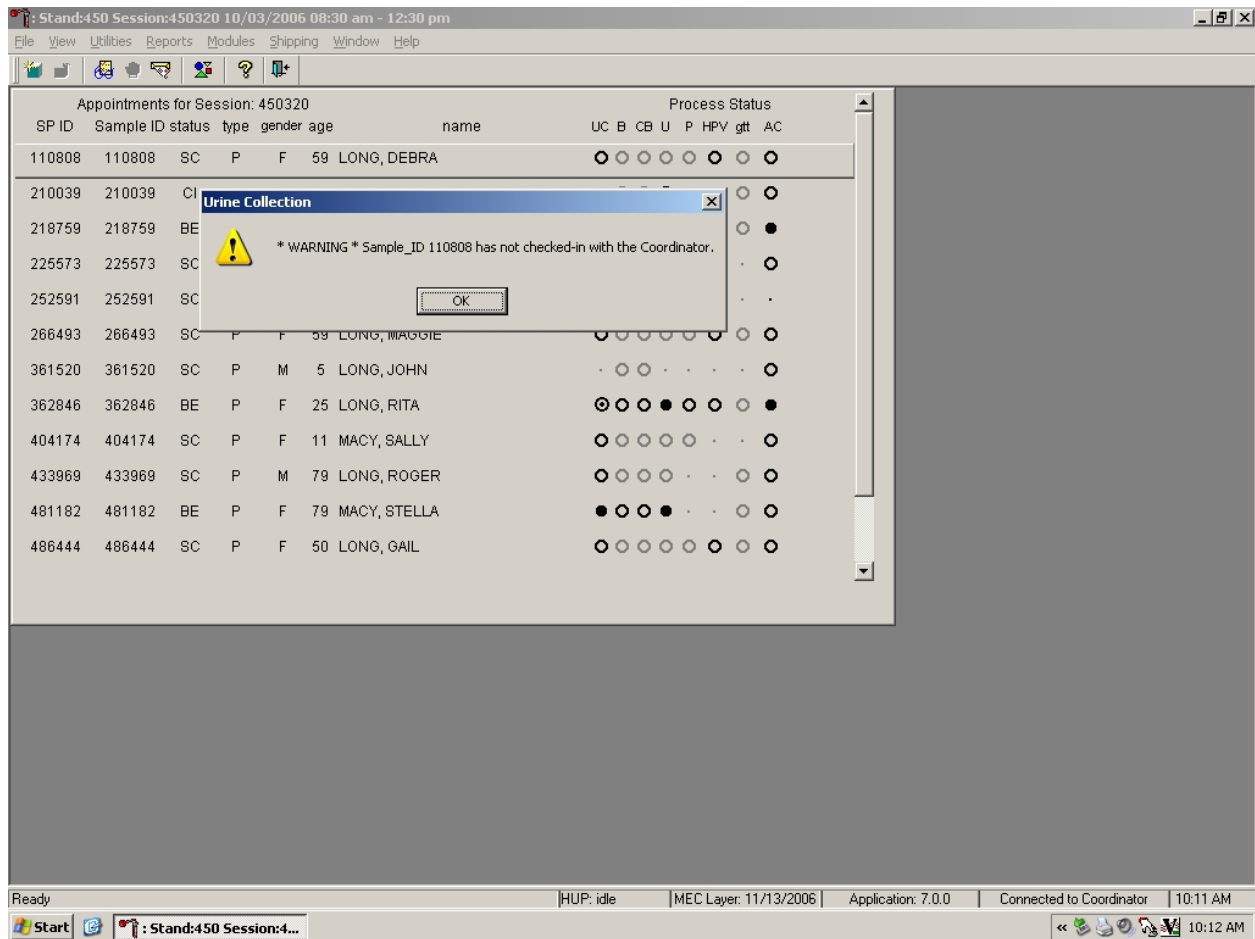 : Stand:450 Session:450320 10/03/2006 08:30 am - 12:30 pm
File View Utilities Reports Modules Shipping Window Help
Appointments for Session: 450320 Process Status
SP ID Sample ID status type gender age name UC B CB U P HPV gtt AC
110808 110808 SC P F 59 LONG, DEBRA
210039 210039 CI
Urine Collection
218759 218759 BE
* WARNING * Sample_ID 110808 has not checked-in with the Coordinator.
225573 225573 SC
252591 252591 SC
OK
266493 266493 SC P F 59 LONG, MAGGIE
361520 361520 SC P M 5 LONG, JOHN
362846 362846 BE P F 25 LONG, RITA
404174 404174 SC P F 11 MACY, SALLY
433969 433969 SC P M 79 LONG, ROGER
481182 481182 BE P F 79 MACY, STELLA
486444 486444 SC P F 50 LONG, GAIL
Ready HUP: idle MEC Layer: 11/13/2006 Application: 7.0.0 Connected to Coordinator 10:11 AM
Start : Stand:450 Session:4... « 10:12 AM